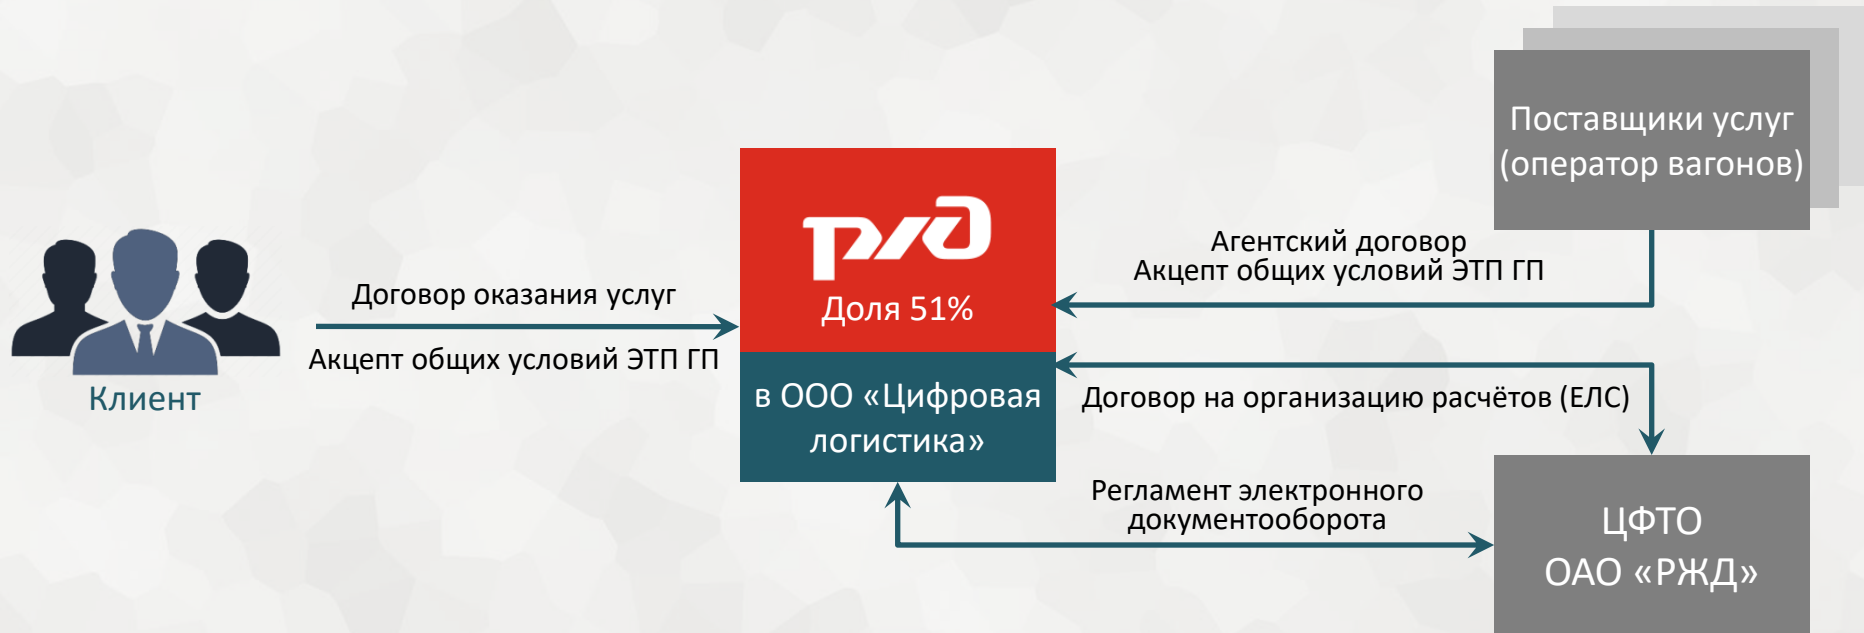 Поставщики услуг
(оператор вагонов)
ржд
Доля 51%
в ООО «Цифровая
логистика»
Договор оказания услуг
Акцепт общих условий ЭТП ГП
Клиент
Агентский договор
Акцепт общих условий ЭТП ГП
Договор на организацию расчётов (ЕЛС)
Регламент электронного
документооборота
ЦФТО
ОАО «РЖД»